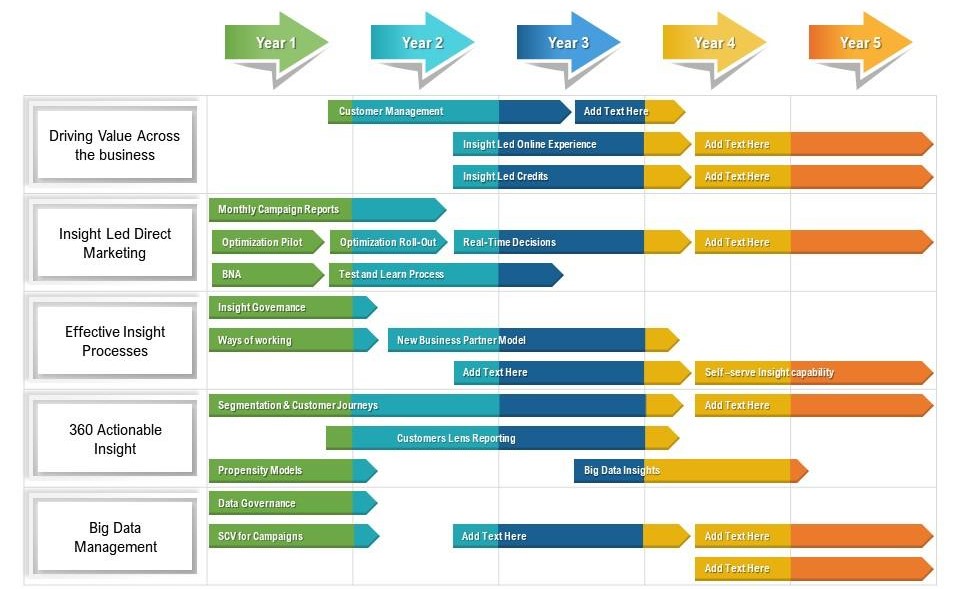 Year 1
Year 2
Year 3
Year 4
Year 5
Driving Value Across
the business
Customer Management
Add Text Here
Insight Led Online Experience
Add Text Here
Insight Led Credits
Add Text Here
Insight Led Direct
Marketing
Monthly Campaign Reports
Optimization Pilot
Optimization Roll-Out
Real-Time Decisions
Add Text Here
BNA
Test and Learn Process
Effective Insight
Processes
Insight Governance
Ways of working
New Business Partner Model
Add Text Here
Self –serve Insight capability
360 Actionable
Insight
Segmentation & Customer Journeys
Add Text Here
Customers Lens Reporting
Propensity Models
Big Data Insights
Big Data
Management
Data Governance
SCV for Campaigns
Add Text Here
Add Text Here
Add Text Here